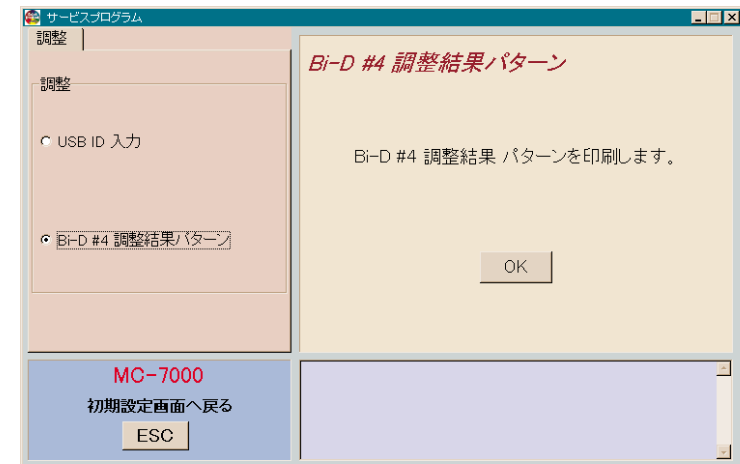 サービスプログラム
調整
調整
USB ID 入力
Bi-D #4 調整結果パターン
Bi-D #4 調整結果パターン
Bi-D #4 調整結果 パターンを印刷します。
OK
MC-7000
初期設定画面へ戻る
ESC